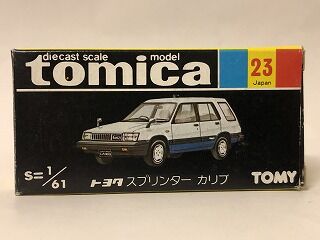 diecast scale model
tomica
23
Japan
S=1/61
トヨタ スプリンター カリブ
TOMY